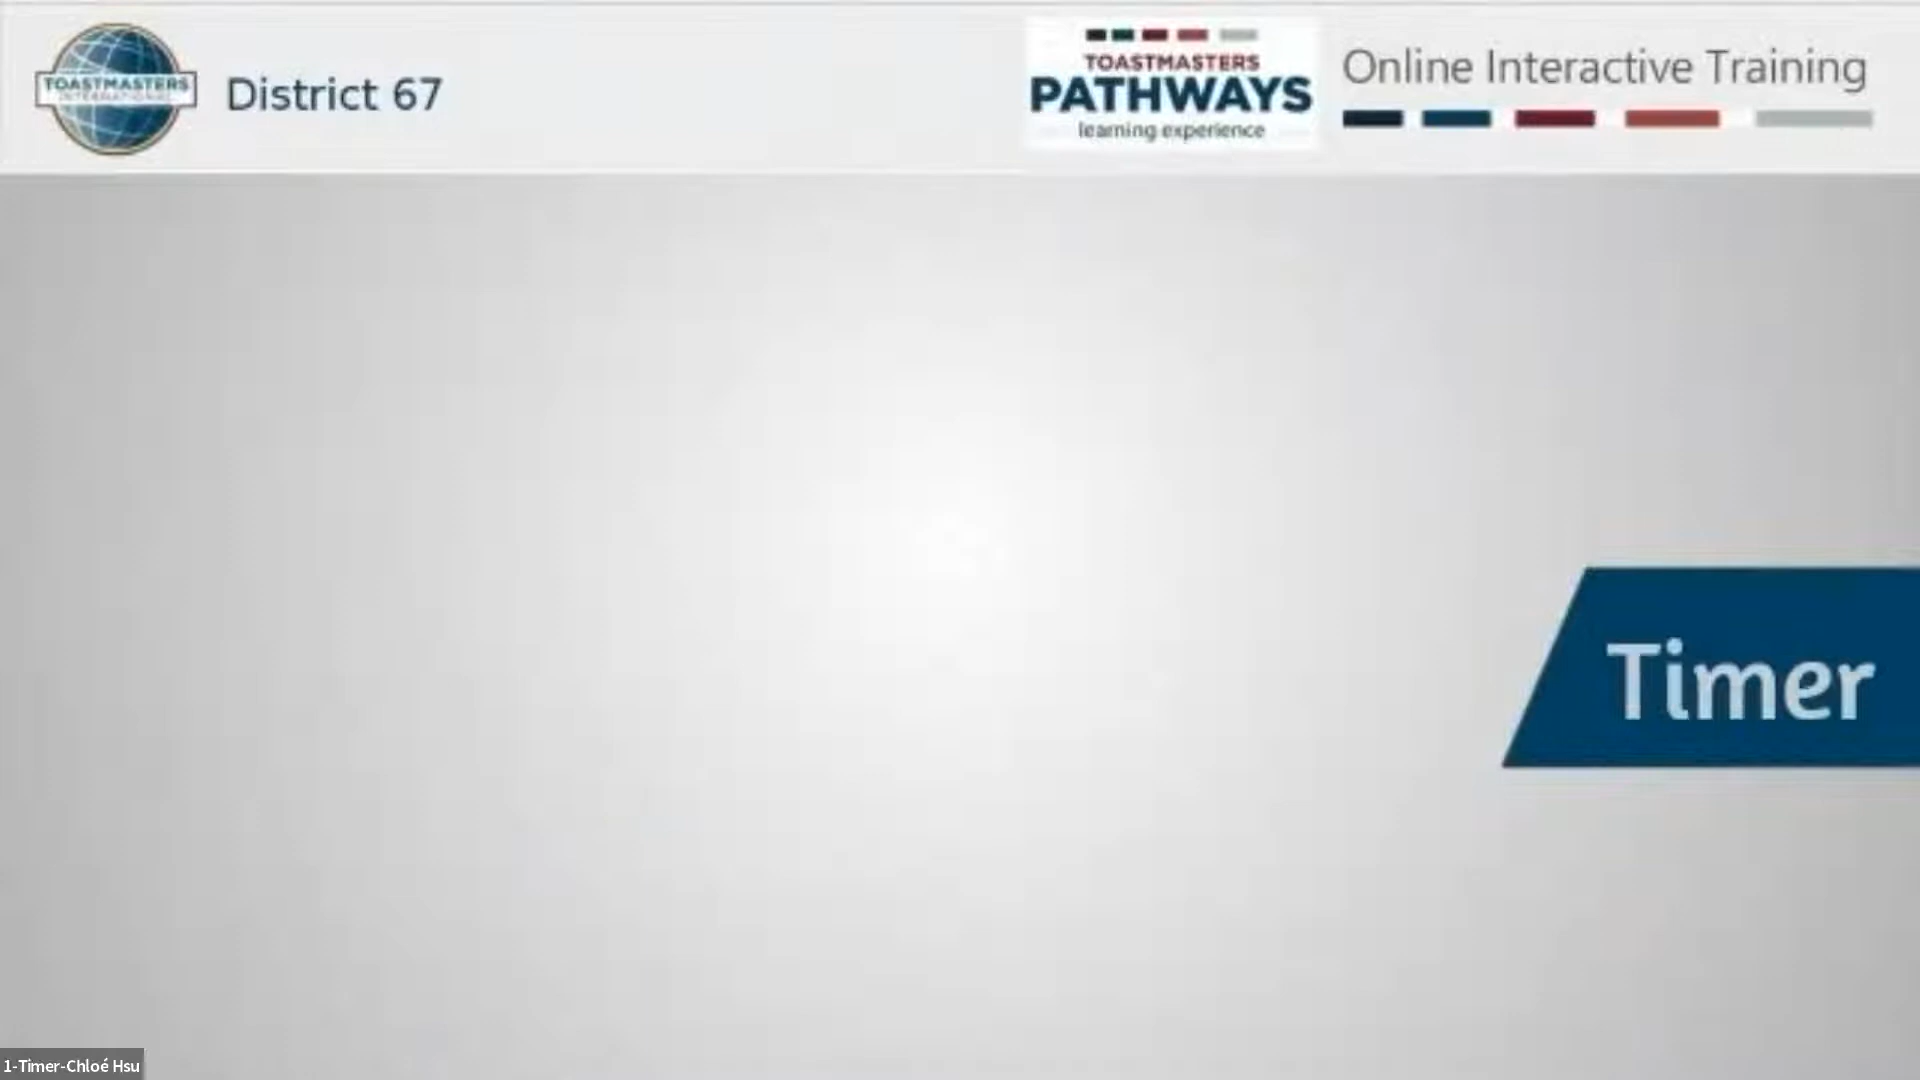 TOASTMASTERS
INTERNATIONAL
District 67
TOASTMASTERS
PATHWAYS
learning experience
Online Interactive Training
Timer
1-Timer-Chloé Hsu